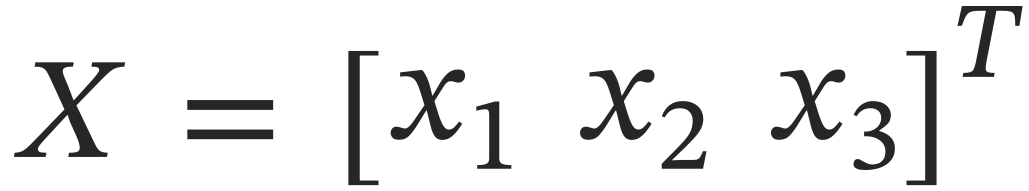 X = [x₁ x₂ x₃]ᵀ